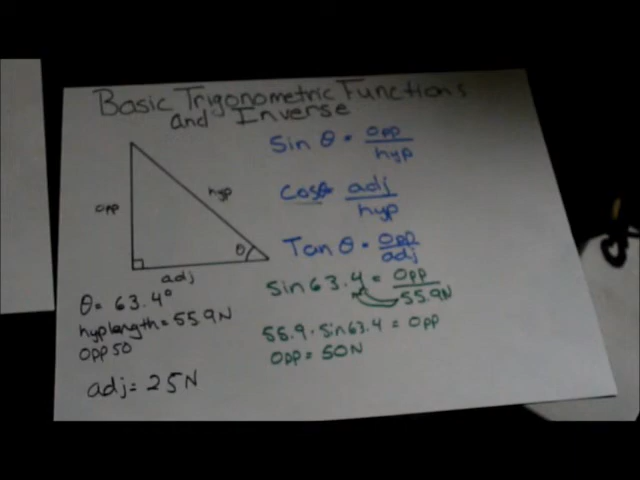 Basic Trigonometric Functions
and Inverse
opp
hyp
θ
adj
θ = 63.4°
hyp length = 55.9N
Opp 50
adj = 25N
Sin θ = Opp / hyp
Cosθ = adj / hyp
Tan θ = Opp / adj
Sin 63.4 = Opp / 55.9N
55.9 · Sin 63.4 = Opp
Opp = 50N